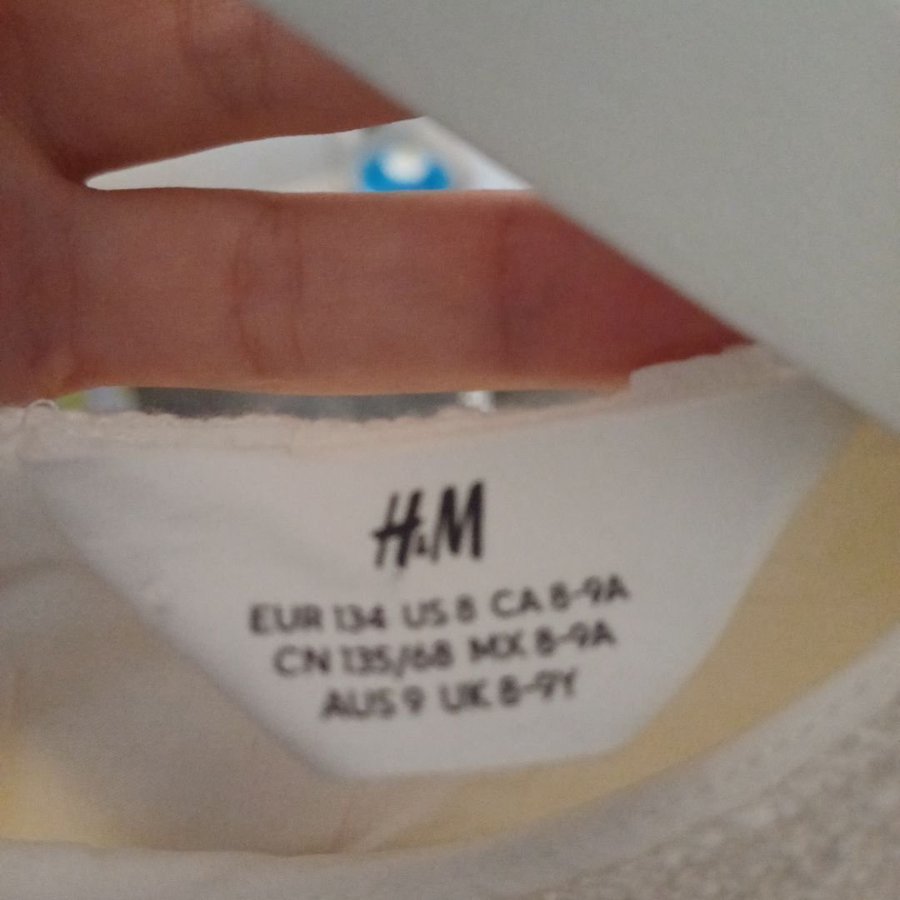 H&M
EUR 134 US 8 CA 8-9A
CN 135/68 MX 8-9A
AUS 9 UK 8-9Y